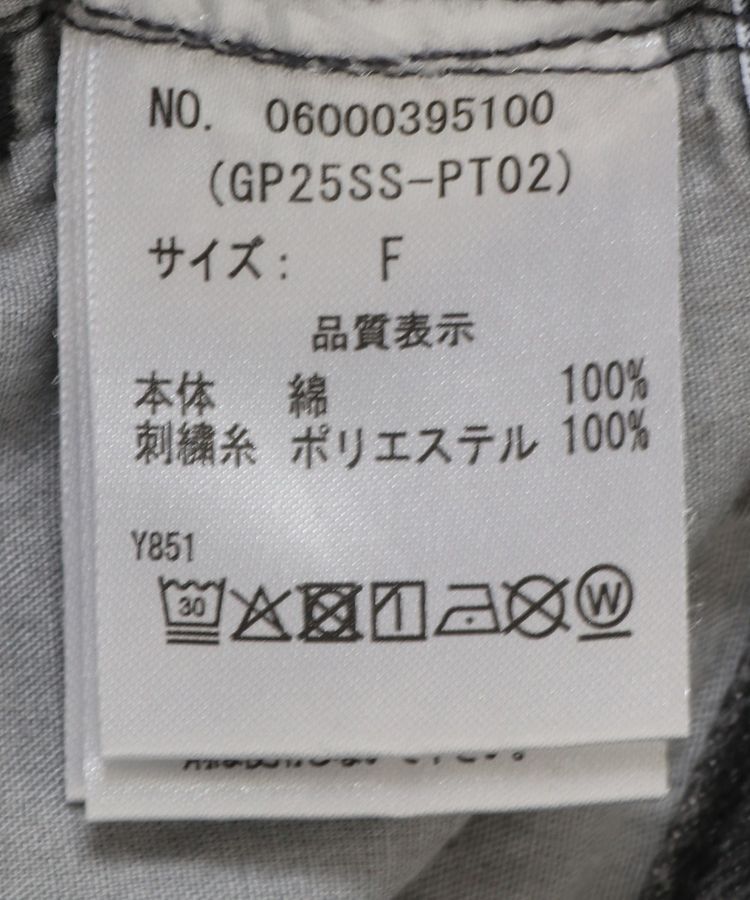 NO. 06000395100
(GP25SS-PT02)
サイズ: F
品質表示
本体 綿 100%
刺繍糸 ポリエステル 100%
Y851
30
W